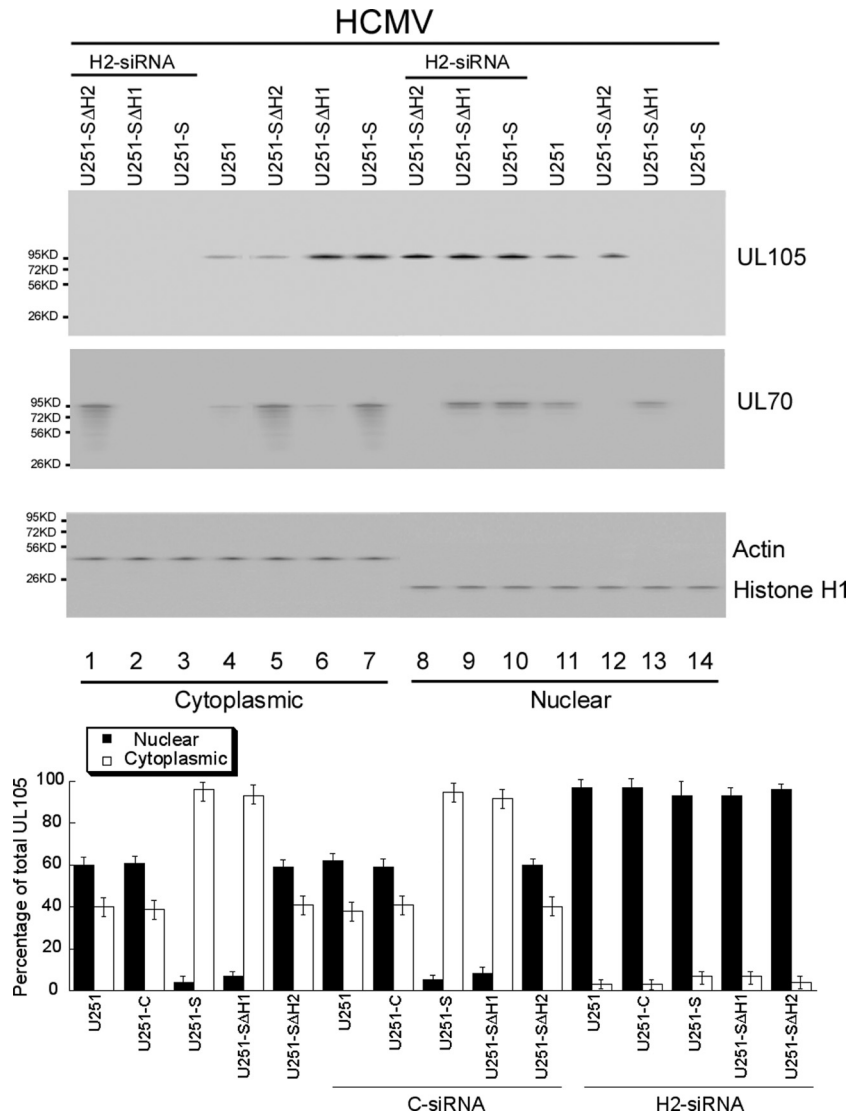 HCMV
H2-siRNA H2-siRNA
U251-SΔH2 U251-SΔH1 U251-S U251 U251-SΔH2 U251-SΔH1 U251-S U251-SΔH2 U251-SΔH1 U251-S U251 U251-SΔH2 U251-SΔH1 U251-S
95KD
72KD
56KD
26KD
UL105
95KD
72KD
56KD
26KD
UL70
95KD
72KD
56KD
26KD
Actin
Histone H1
1 2 3 4 5 6 7 8 9 10 11 12 13 14
Cytoplasmic Nuclear
Nuclear
Cytoplasmic
Percentage of total UL105
100
80
60
40
20
0
U251 U251-C U251-S U251-SΔH1 U251-SΔH2 U251 U251-C U251-S U251-SΔH1 U251-SΔH2 U251 U251-C U251-S U251-SΔH1 U251-SΔH2
C-siRNA H2-siRNA